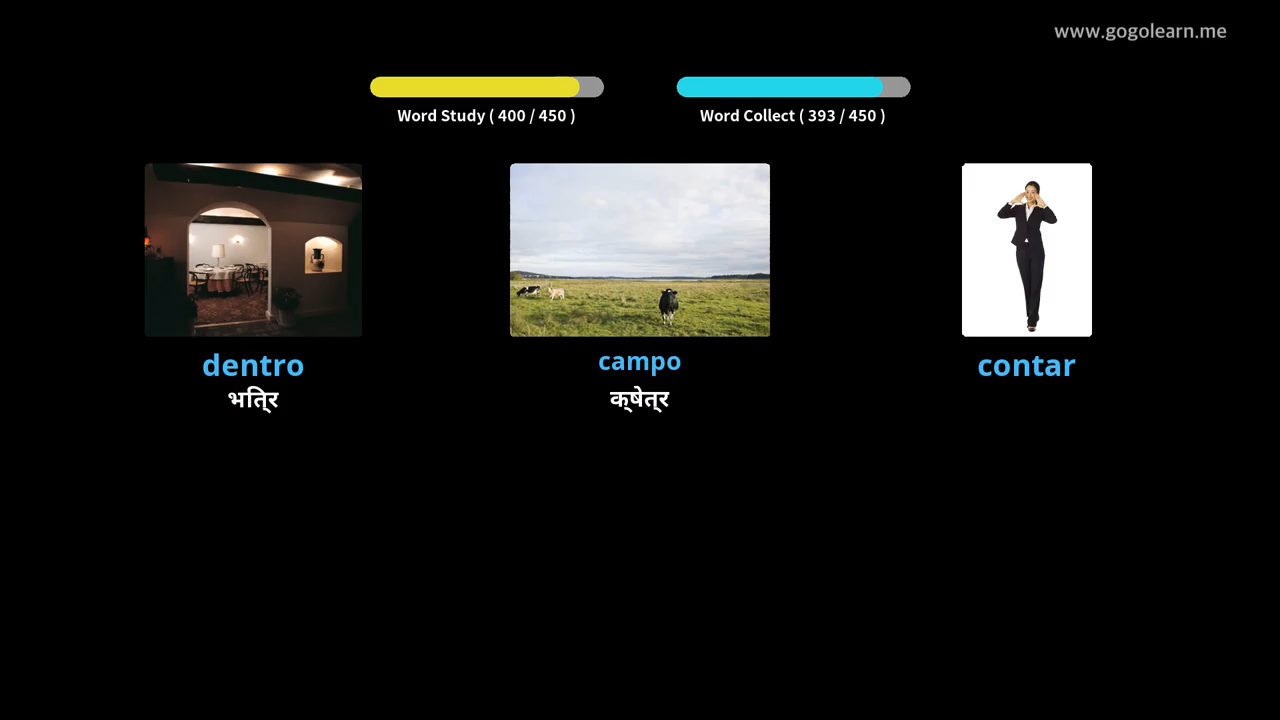 www.gogolearn.me
Word Study ( 400 / 450 )
Word Collect ( 393 / 450 )
dentro
भित्र
campo
क्षेत्र
contar